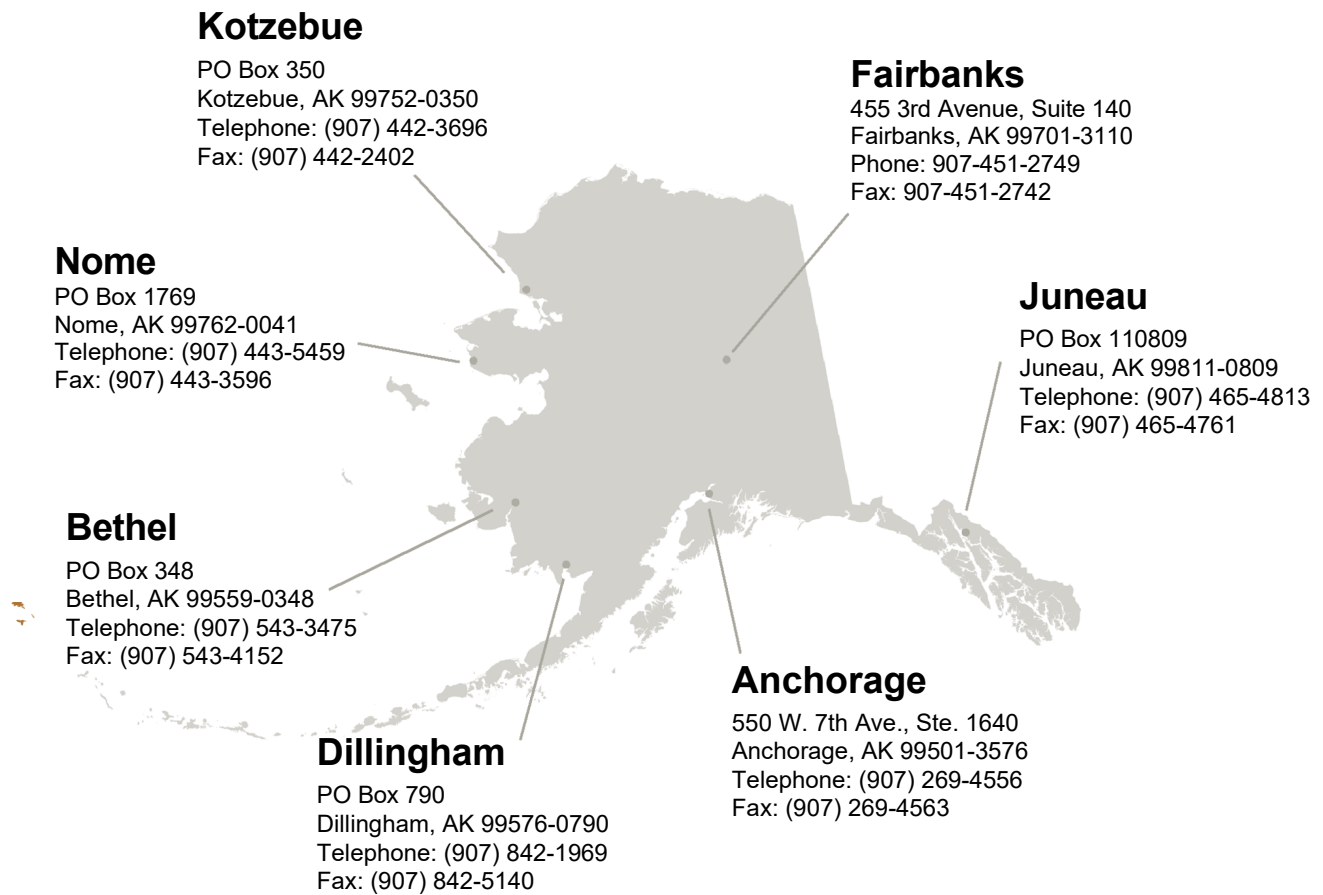 Kotzebue
PO Box 350
Kotzebue, AK 99752-0350
Telephone: (907) 442-3696
Fax: (907) 442-2402
Fairbanks
455 3rd Avenue, Suite 140
Fairbanks, AK 99701-3110
Phone: 907-451-2749
Fax: 907-451-2742
Nome
PO Box 1769
Nome, AK 99762-0041
Telephone: (907) 443-5459
Fax: (907) 443-3596
Juneau
PO Box 110809
Juneau, AK 99811-0809
Telephone: (907) 465-4813
Fax: (907) 465-4761
Bethel
PO Box 348
Bethel, AK 99559-0348
Telephone: (907) 543-3475
Fax: (907) 543-4152
Anchorage
550 W. 7th Ave., Ste. 1640
Anchorage, AK 99501-3576
Telephone: (907) 269-4556
Fax: (907) 269-4563
Dillingham
PO Box 790
Dillingham, AK 99576-0790
Telephone: (907) 842-1969
Fax: (907) 842-5140